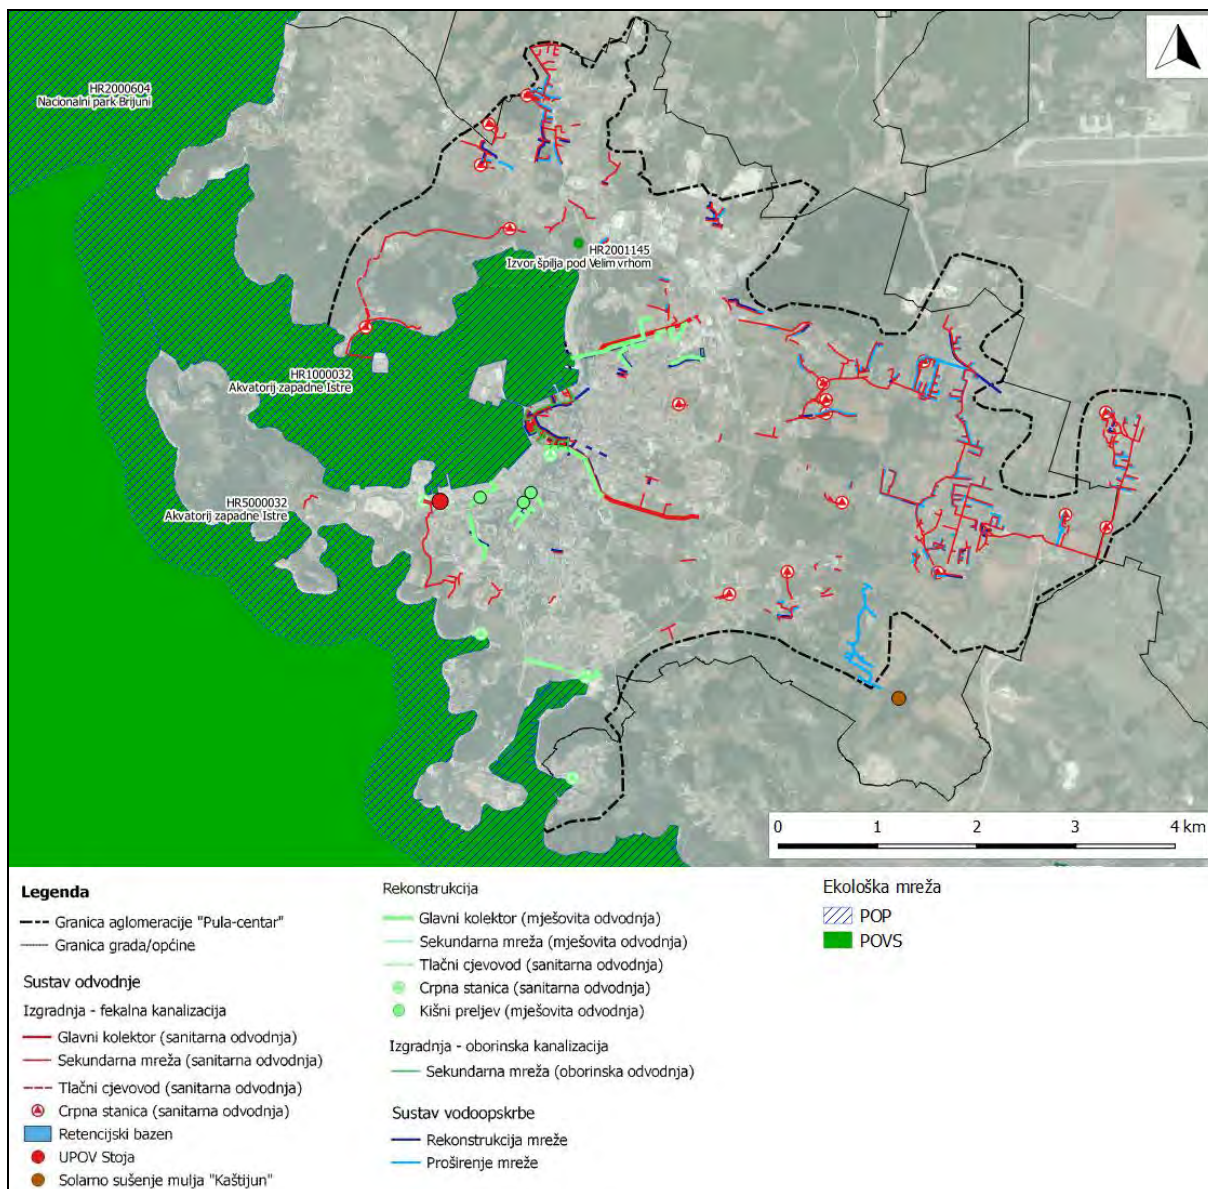 HR2000604
Nacionalni park Brijuni
HR2001145
Izvor špilja pod Velim vrhom
HR1000032
Akvatorij zapadne Istre
HR5000032
Akvatorij zapadne Istre
0 1 2 3 4 km
Legenda
Granica aglomeracije "Pula-centar"
Granica grada/općine
Sustav odvodnje
Izgradnja - fekalna kanalizacija
Glavni kolektor (sanitarna odvodnja)
Sekundarna mreža (sanitarna odvodnja)
Tlačni cjevovod (sanitarna odvodnja)
Crpna stanica (sanitarna odvodnja)
Retencijski bazen
UPOV Stoja
Solarno sušenje mulja "Kaštijun"
Rekonstrukcija
Glavni kolektor (mješovita odvodnja)
Sekundarna mreža (mješovita odvodnja)
Tlačni cjevovod (sanitarna odvodnja)
Crpna stanica (sanitarna odvodnja)
Kišni preljev (mješovita odvodnja)
Izgradnja - oborinska kanalizacija
Sekundarna mreža (oborinska odvodnja)
Sustav vodoopskrbe
Rekonstrukcija mreže
Proširenje mreže
Ekološka mreža
POP
POVS